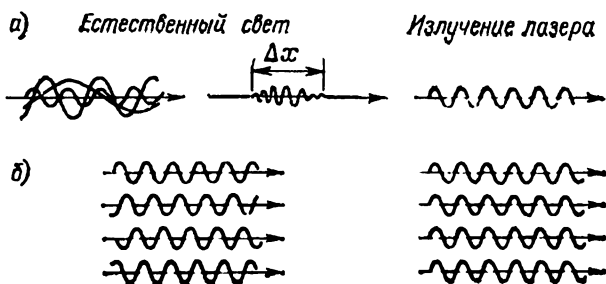 а) Естественный свет Излучение лазера
Δx
б)